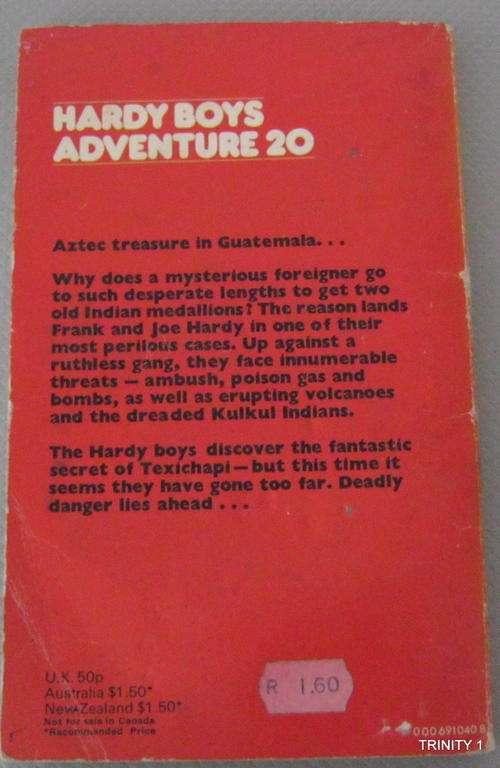 HARDY BOYS
ADVENTURE 20
Aztec treasure in Guatemala. . .
Why does a mysterious foreigner go
to such desperate lengths to get two
old Indian medallions? The reason lands
Frank and Joe Hardy in one of their
most perilous cases. Up against a
ruthless gang, they face innumerable
threats — ambush, poison gas and
bombs, as well as erupting volcanoes
and the dreaded Kulkul Indians.
The Hardy boys discover the fantastic
secret of Texichapi — but this time it
seems they have gone too far. Deadly
danger lies ahead . . .
U.K. 50p
Australia $1.50*
New Zealand $1.50*
Not for sale in Canada
*Recommended Price
R 1.60
000691040 8
TRINITY 1